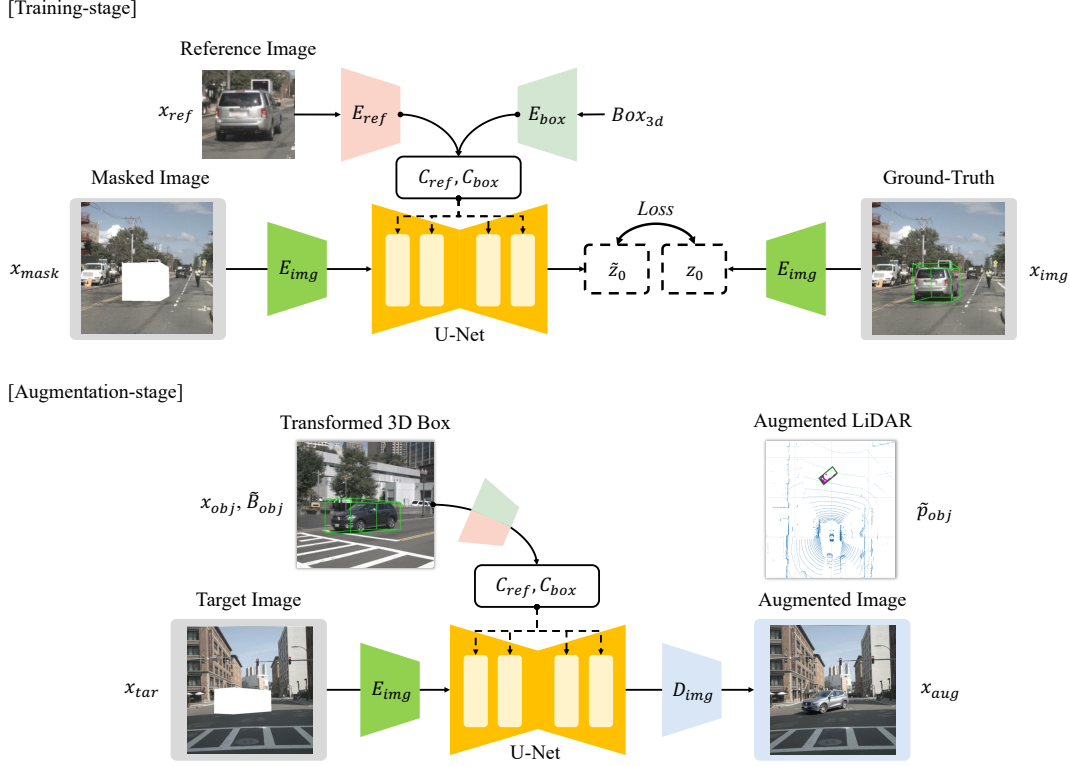 [Training-stage]
Reference Image
x_ref
E_ref
E_box
Box_3d
C_ref, C_box
Masked Image
Ground-Truth
Loss
x_mask
E_img
z̃_0
z_0
E_img
x_img
U-Net
[Augmentation-stage]
Transformed 3D Box
Augmented LiDAR
x_obj, B̃_obj
p̃_obj
C_ref, C_box
Target Image
Augmented Image
x_tar
E_img
D_img
x_aug
U-Net